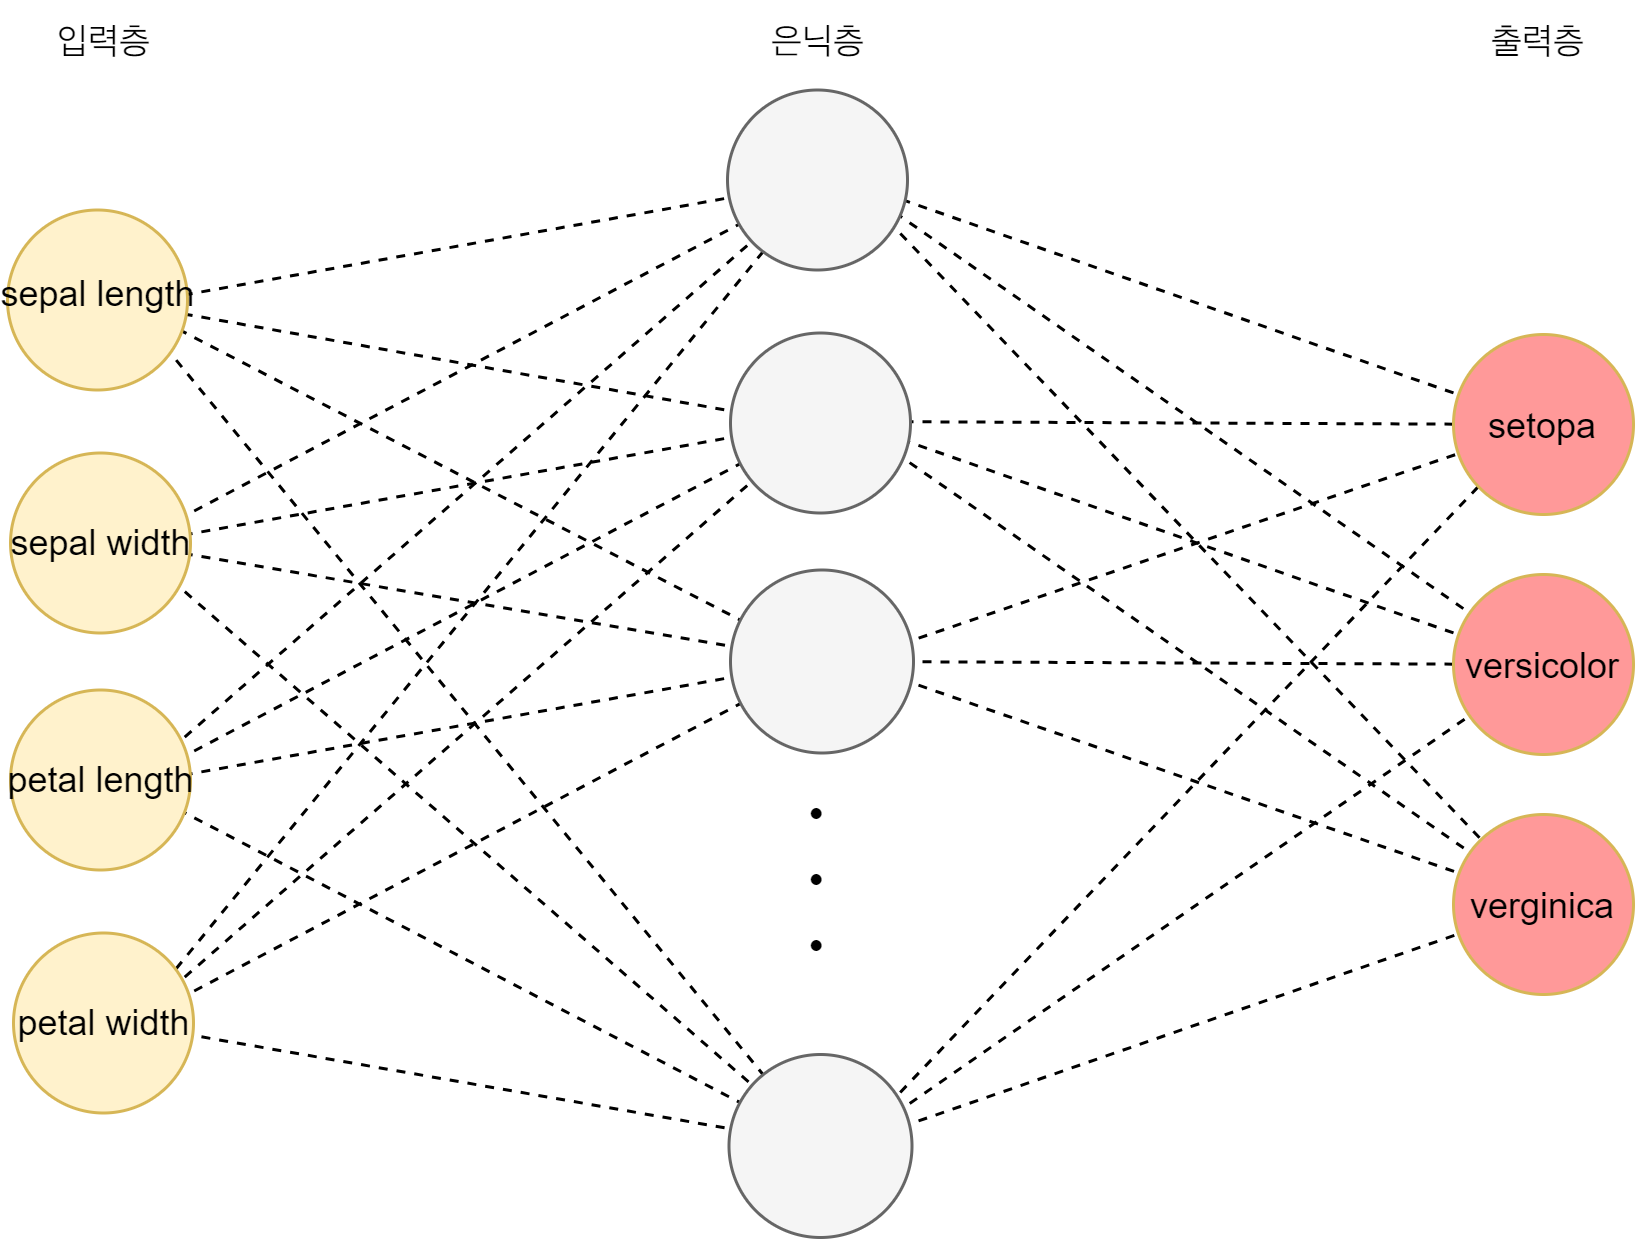 입력층
은닉층
출력층
sepal length
sepal width
petal length
petal width
setopa
versicolor
verginica